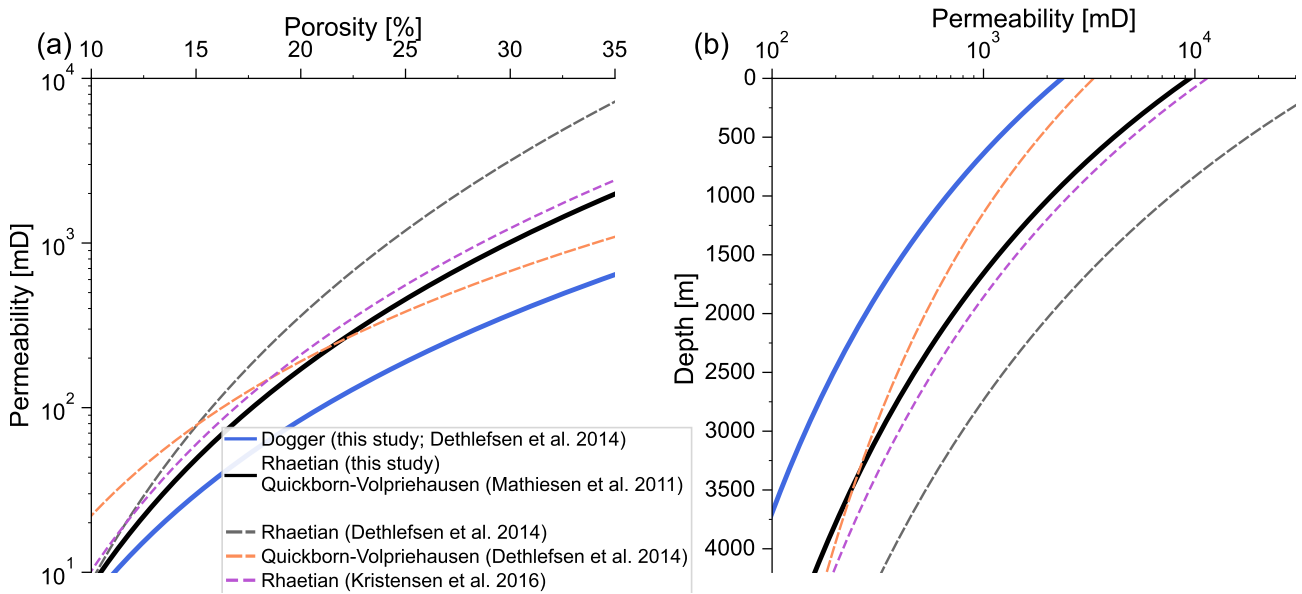 (a)
Porosity [%]
10 15 20 25 30 35
10^4
10^3
10^2
10^1
Permeability [mD]
Dogger (this study; Dethlefsen et al. 2014)
Rhaetian (this study)
Quickborn-Volpriehausen (Mathiesen et al. 2011)
Rhaetian (Dethlefsen et al. 2014)
Quickborn-Volpriehausen (Dethlefsen et al. 2014)
Rhaetian (Kristensen et al. 2016)
(b)
Permeability [mD]
10^2 10^3 10^4
0
500
1000
1500
2000
2500
3000
3500
4000
Depth [m]